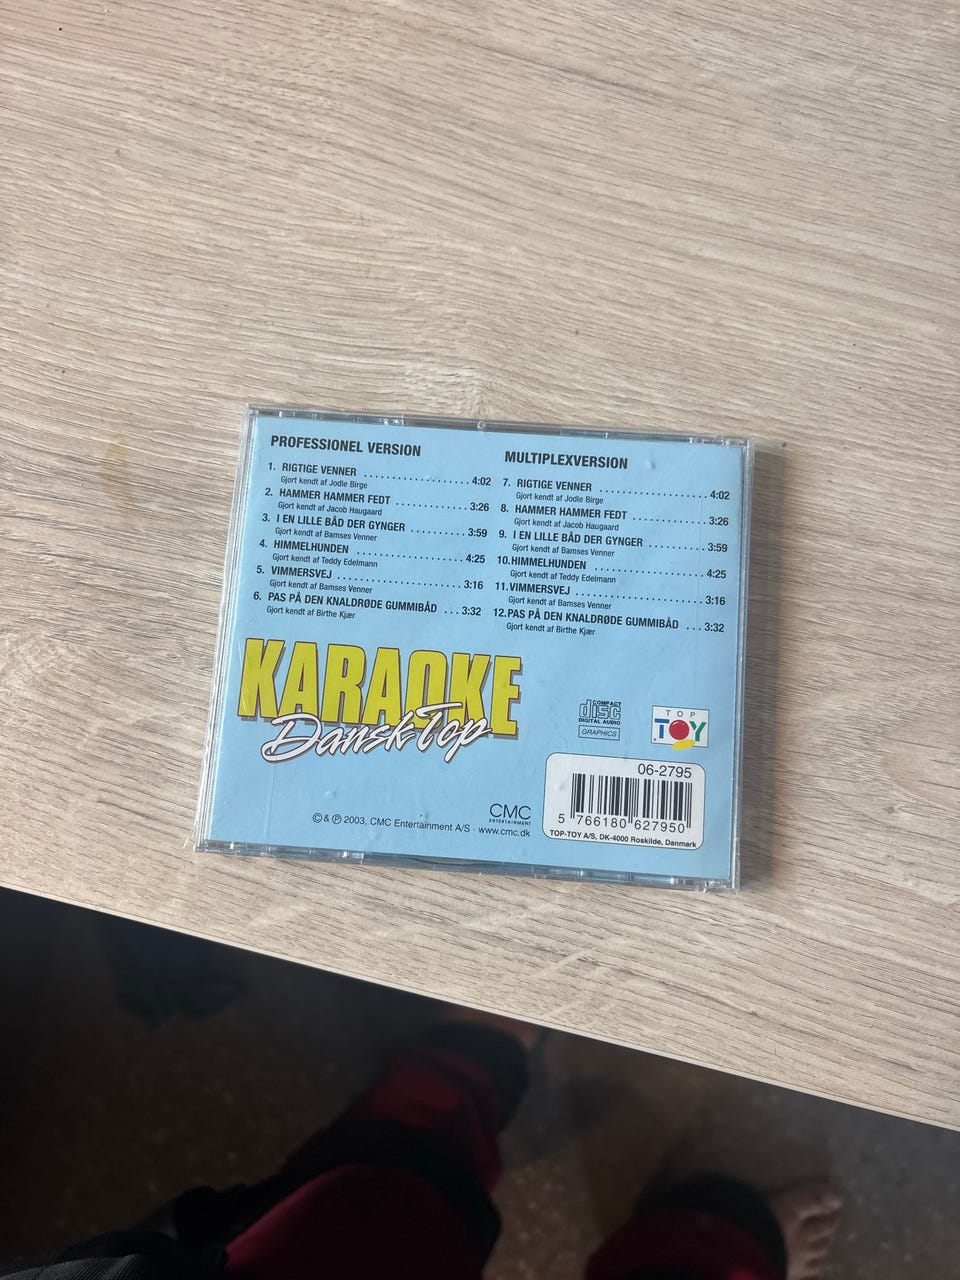 PROFESSIONEL VERSION
1. RIGTIGE VENNER ........................ 4:02
Gjort kendt af Jodle Birge
2. HAMMER HAMMER FEDT ................ 3:26
Gjort kendt af Jacob Haugaard
3. I EN LILLE BÅD DER GYNGER ............. 3:59
Gjort kendt af Bamses Venner
4. HIMMELHUNDEN ........................ 4:25
Gjort kendt af Teddy Edelmann
5. VIMMERSVEJ ............................ 3:16
Gjort kendt af Bamses Venner
6. PAS PÅ DEN KNALDRØDE GUMMIBÅD ... 3:32
Gjort kendt af Birthe Kjær
MULTIPLEXVERSION
7. RIGTIGE VENNER ........................ 4:02
Gjort kendt af Jodle Birge
8. HAMMER HAMMER FEDT ................ 3:26
Gjort kendt af Jacob Haugaard
9. I EN LILLE BÅD DER GYNGER ............. 3:59
Gjort kendt af Bamses Venner
10. HIMMELHUNDEN ........................ 4:25
Gjort kendt af Teddy Edelmann
11. VIMMERSVEJ ............................ 3:16
Gjort kendt af Bamses Venner
12. PAS PÅ DEN KNALDRØDE GUMMIBÅD ... 3:32
Gjort kendt af Birthe Kjær
KARAOKE
Dansk Top
COMPACT
disc
DIGITAL AUDIO
GRAPHICS
TOP
TOY
06-2795
5 766180 627950
TOP-TOY A/S, DK-4000 Roskilde, Danmark
CMC
ENTERTAINMENT
© & ℗ 2003, CMC Entertainment A/S · www.cmc.dk